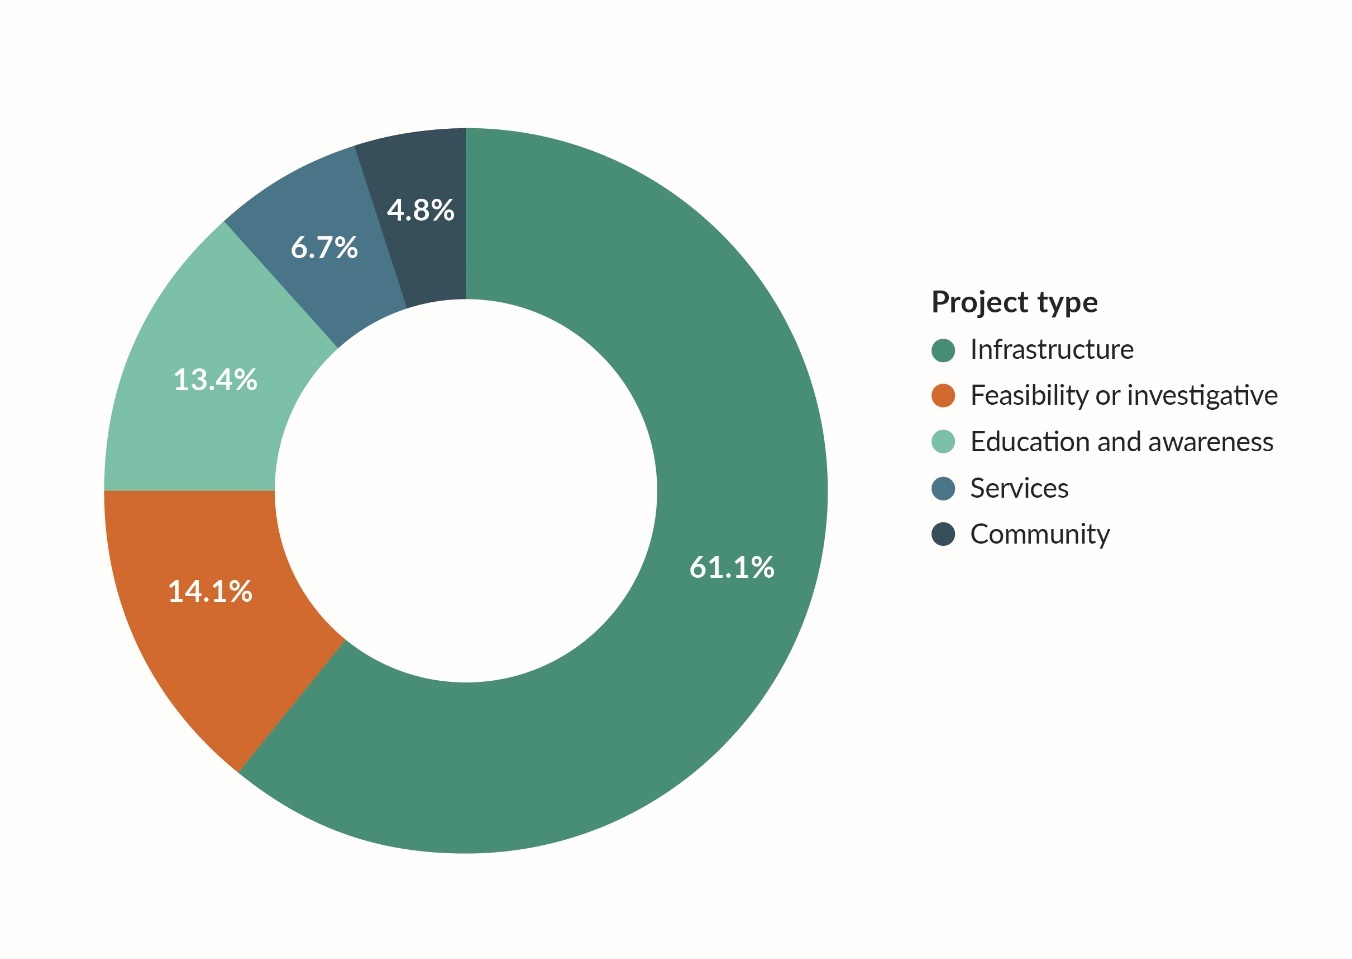 4.8%
6.7%
13.4%
14.1%
61.1%
Project type
Infrastructure
Feasibility or investigative
Education and awareness
Services
Community